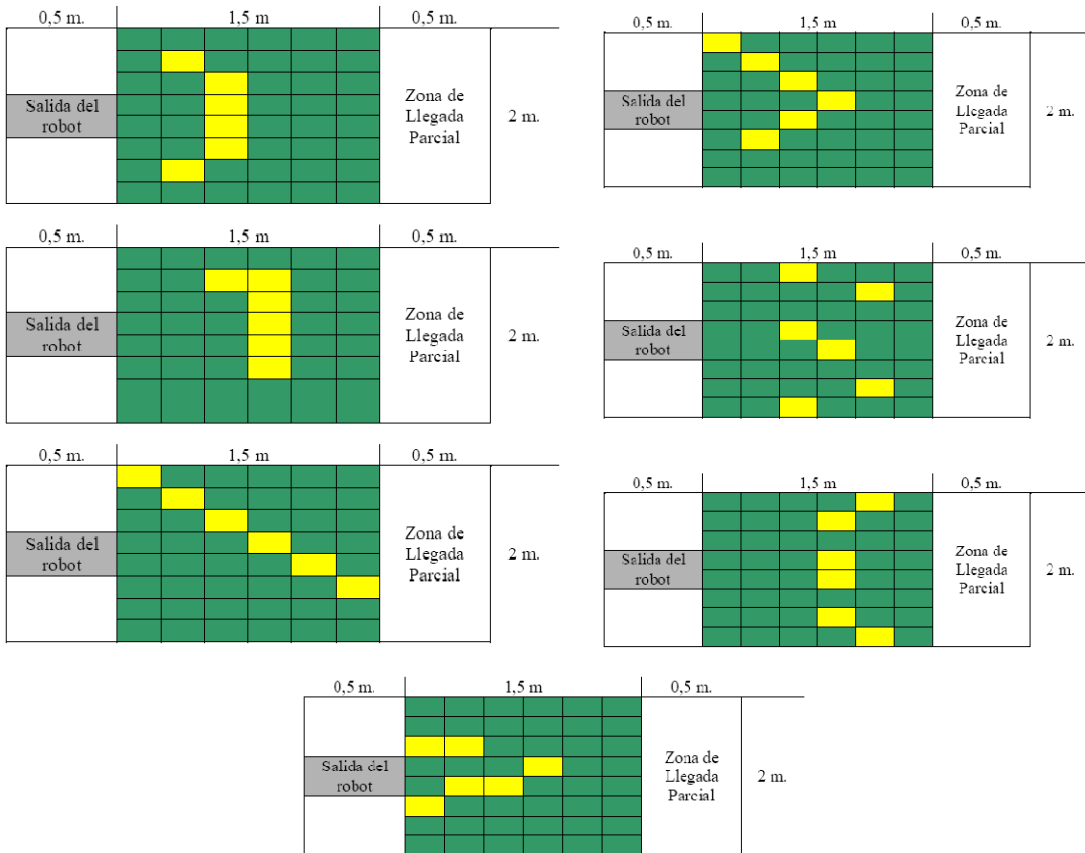 0,5 m. 1,5 m 0,5 m.
Salida del
robot
Zona de
Llegada
Parcial
2 m.
0,5 m. 1,5 m 0,5 m.
Salida del
robot
Zona de
Llegada
Parcial
2 m.
0,5 m. 1,5 m 0,5 m.
Salida del
robot
Zona de
Llegada
Parcial
2 m.
0,5 m. 1,5 m 0,5 m.
Salida del
robot
Zona de
Llegada
Parcial
2 m.
0,5 m. 1,5 m 0,5 m.
Salida del
robot
Zona de
Llegada
Parcial
2 m.
0,5 m. 1,5 m 0,5 m.
Salida del
robot
Zona de
Llegada
Parcial
2 m.
0,5 m. 1,5 m 0,5 m.
Salida del
robot
Zona de
Llegada
Parcial
2 m.